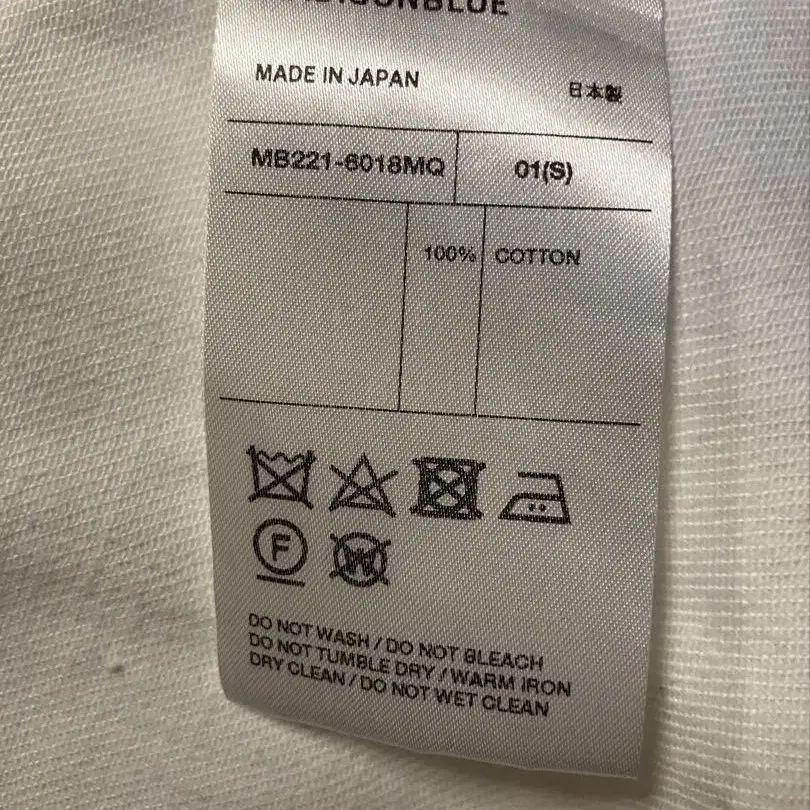 MADE IN JAPAN 日本製
MB221-6018MQ 01(S)
100% COTTON
F
W
DO NOT WASH / DO NOT BLEACH
DO NOT TUMBLE DRY / WARM IRON
DRY CLEAN / DO NOT WET CLEAN